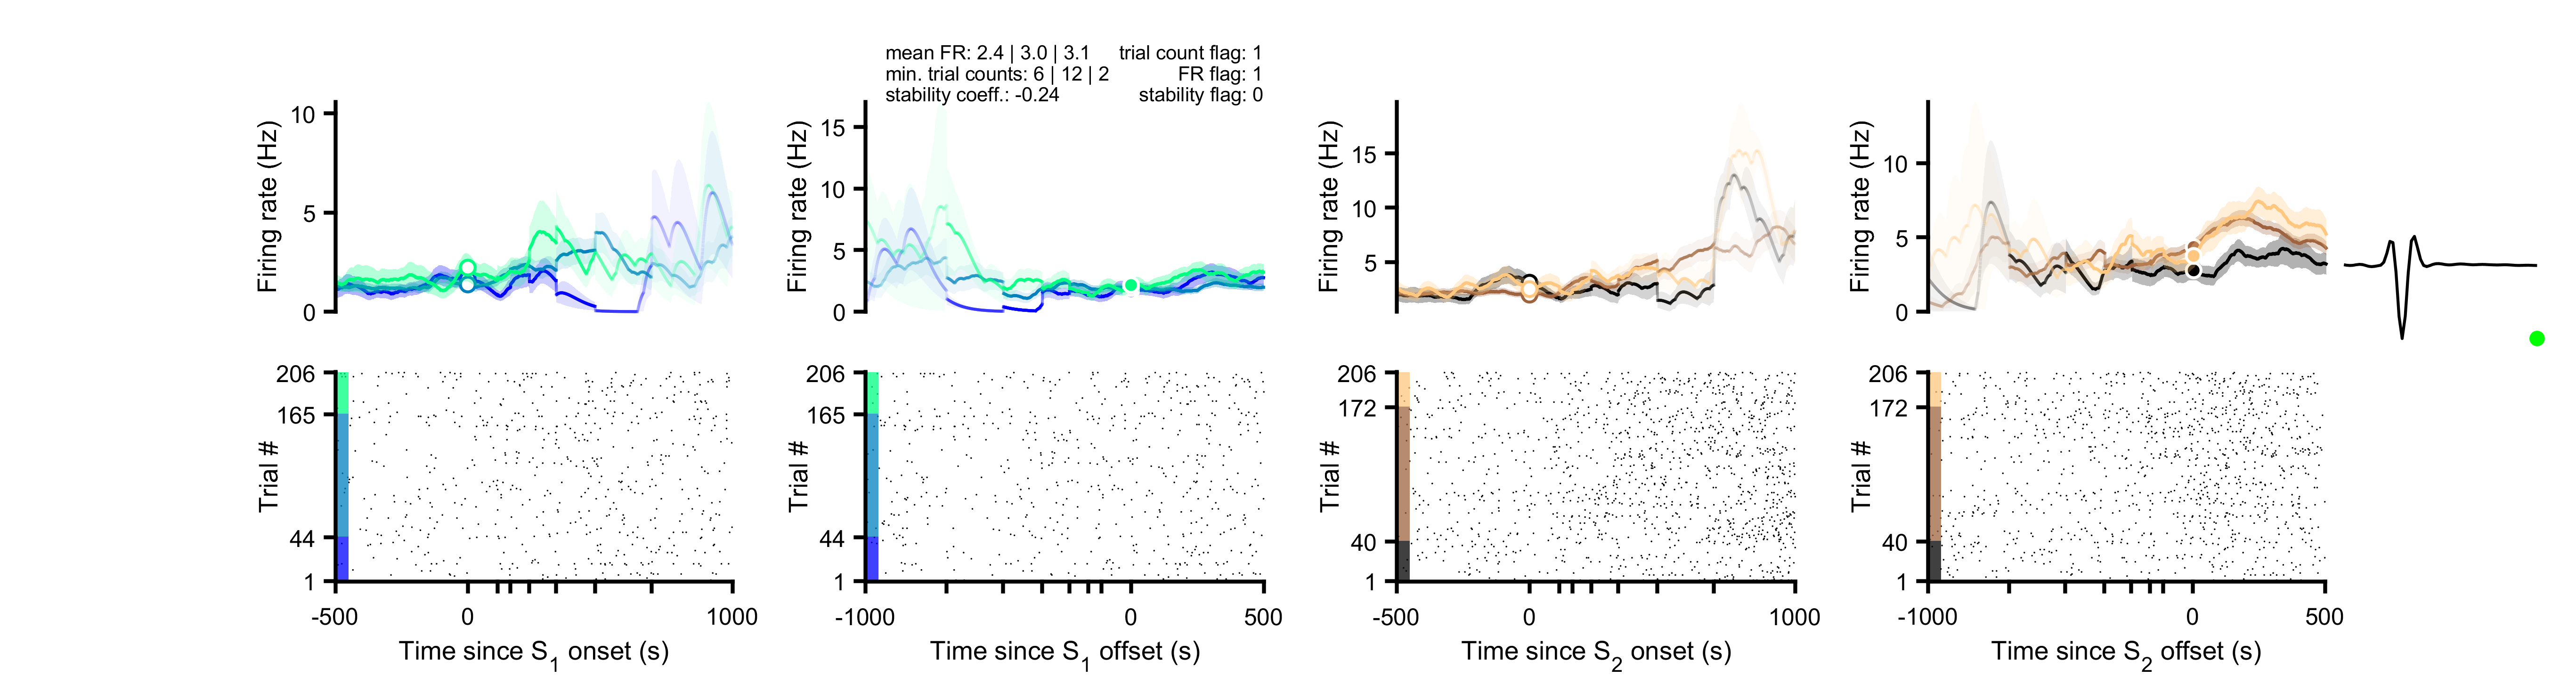 mean FR: 2.4 | 3.0 | 3.1 trial count flag: 1
min. trial counts: 6 | 12 | 2 FR flag: 1
stability coeff.: -0.24 stability flag: 0
Firing rate (Hz)
10
5
0
Firing rate (Hz)
15
10
5
0
Firing rate (Hz)
15
10
5
Firing rate (Hz)
10
5
0
Trial #
206
165
44
1
-500 0 1000
Time since S1 onset (s)
Trial #
206
165
44
1
-1000 0 500
Time since S1 offset (s)
Trial #
206
172
40
1
-500 0 1000
Time since S2 onset (s)
Trial #
206
172
40
1
-1000 0 500
Time since S2 offset (s)